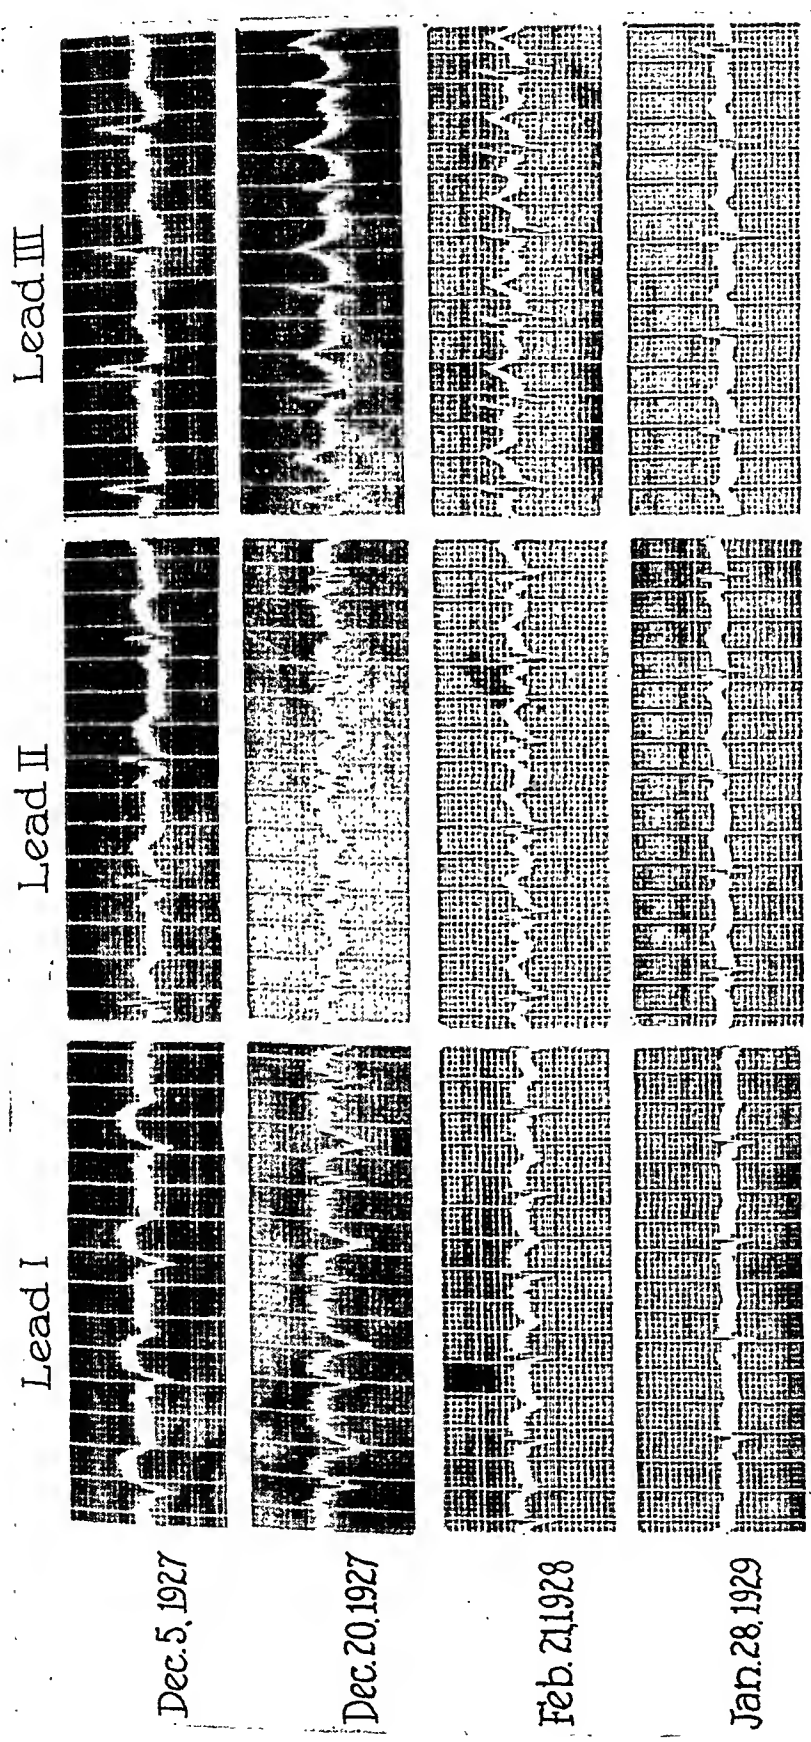 Lead I
Lead II
Lead III
Dec. 5, 1927
Dec. 20, 1927
Feb. 21, 1928
Jan. 28, 1929